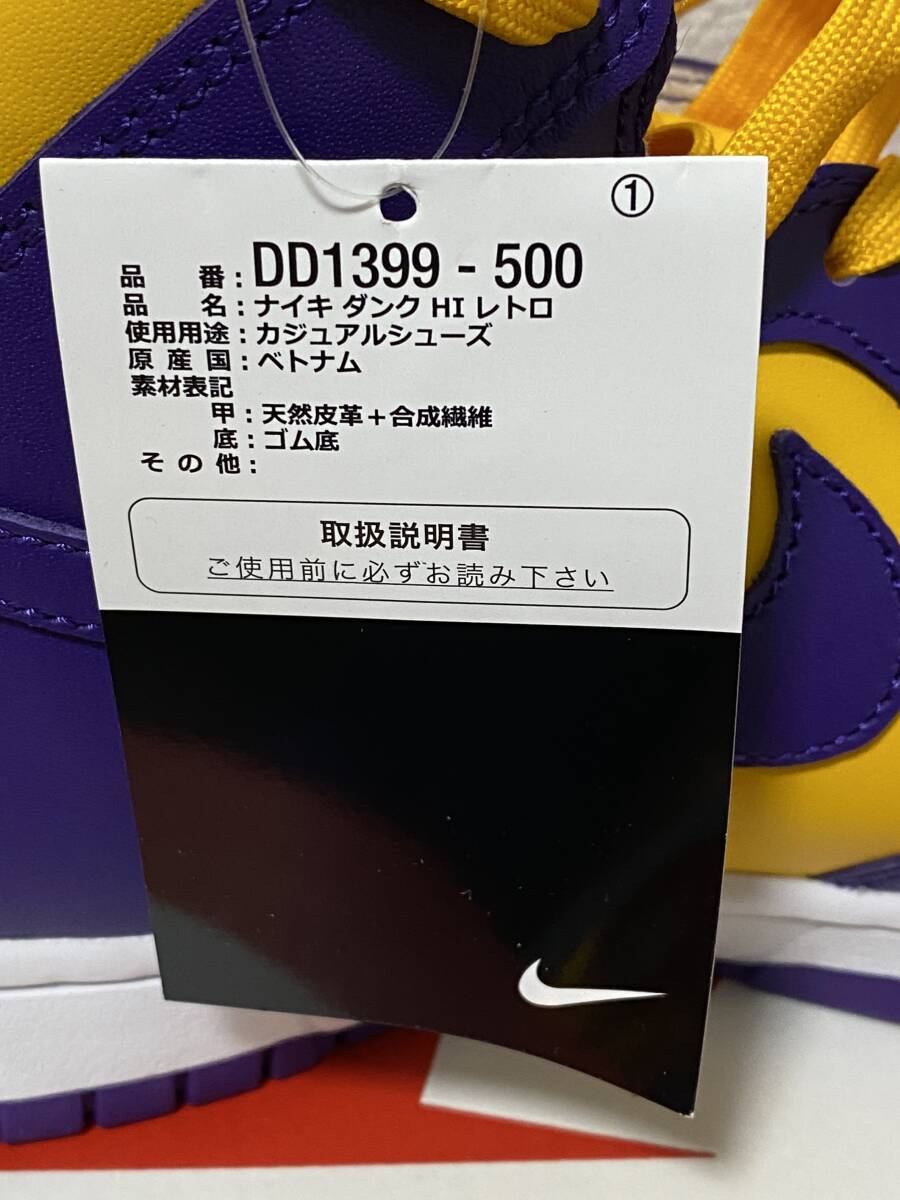 ①
品 番：DD1399 - 500
品 名：ナイキ ダンク HI レトロ
使用用途：カジュアルシューズ
原 産 国：ベトナム
素材表記
甲：天然皮革＋合成繊維
底：ゴム底
そ の 他：
取扱説明書
ご使用前に必ずお読み下さい